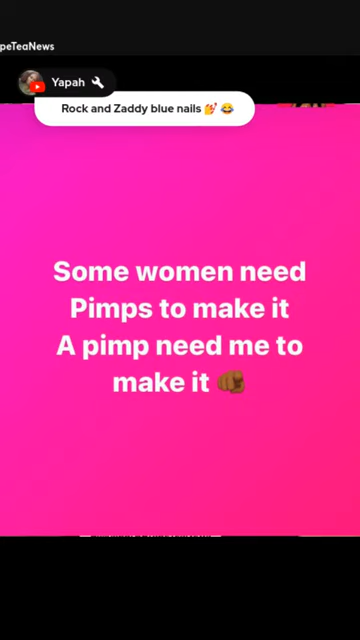 peTeaNews
Yapah
Rock and Zaddy blue nails 💅 😂
Some women need
Pimps to make it
A pimp need me to
make it 🫵🏾